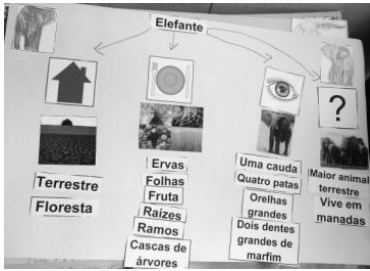 Elefante
Terrestre
Floresta
Ervas
Folhas
Fruta
Raízes
Ramos
Cascas de
árvores
Uma cauda
Quatro patas
Orelhas
grandes
Dois dentes
grandes de
marfim
?
Maior animal
terrestre
Vive em
manadas